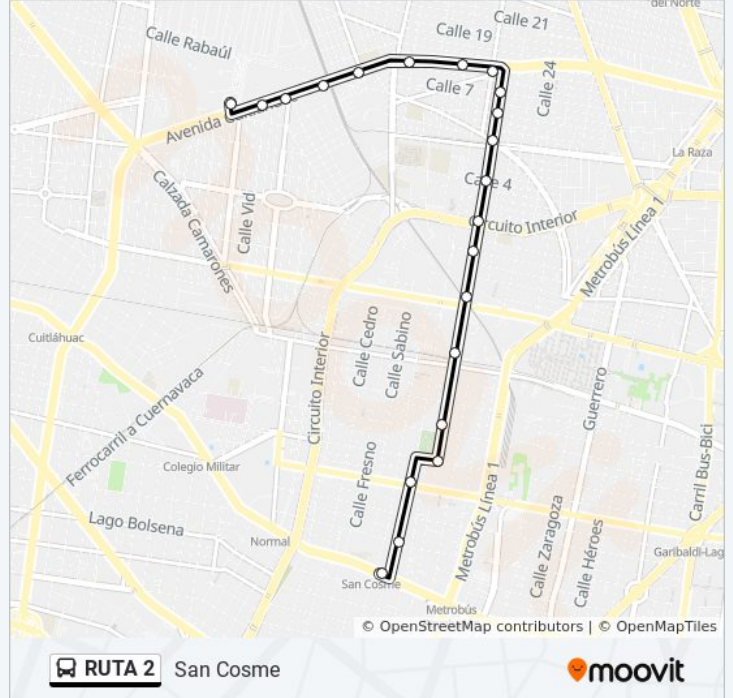 del Norte
Calle 21
Calle 19
Calle Rabaúl
Calle 7
Calle 24
Avenida
La Raza
Calzada Camarones
Calle Vid
Circuito Interior
Metrobús Línea 1
Cuitláhuac
Calle Cedro
Calle Sabino
Circuito Interior
Guerrero
Ferrocarril a Cuernavaca
Carril Bus-Bici
Colegio Militar
Calle Fresno
Metrobús Línea 1
Lago Bolsena
Calle Zaragoza
Calle Héroes
Normal
Garibaldi-Lag
San Cosme
Metrobús
© OpenStreetMap contributors | © OpenMapTiles
RUTA 2 San Cosme
moovit